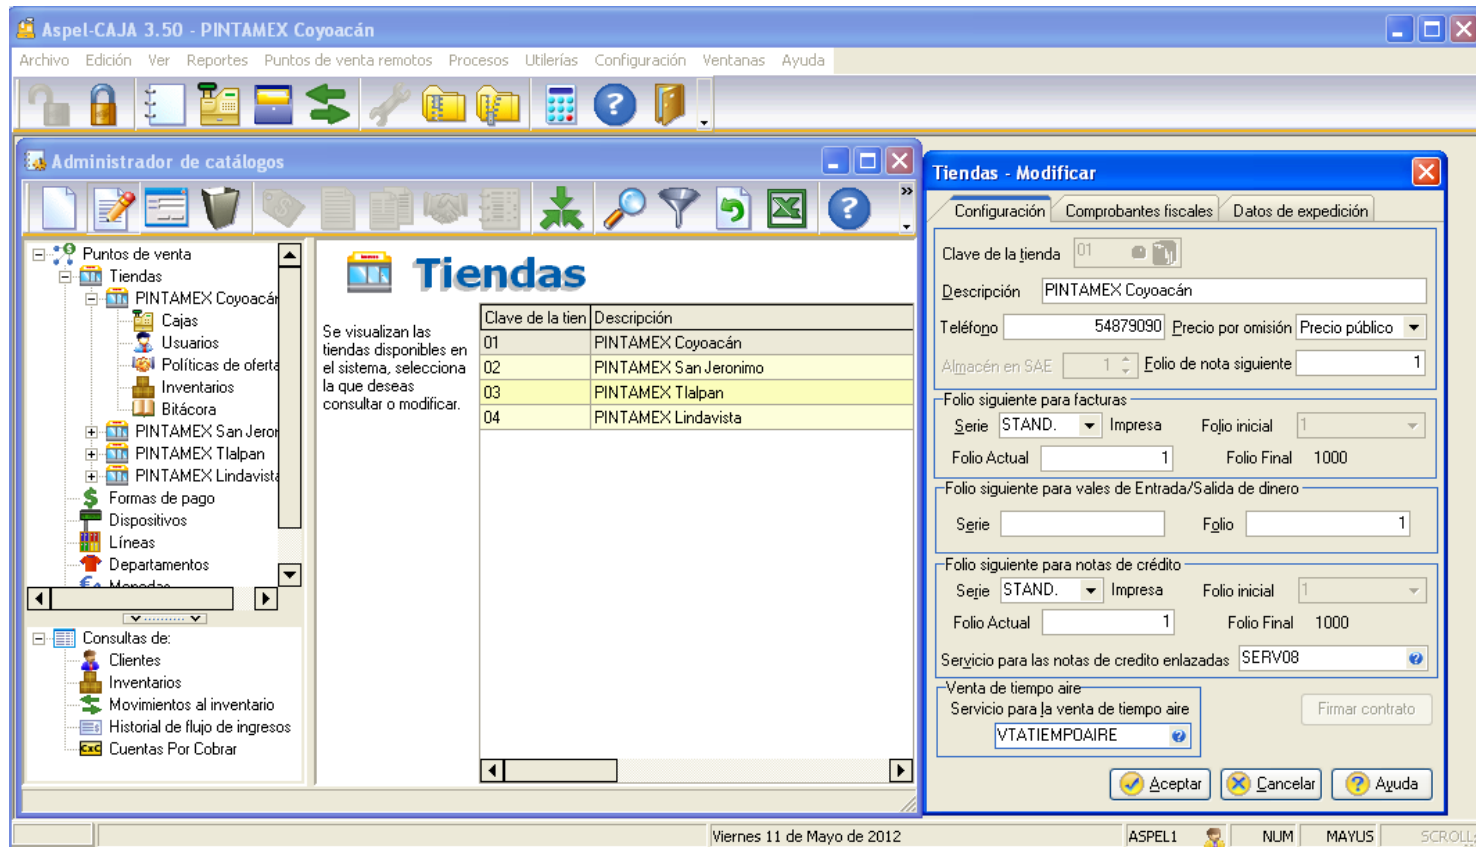 Aspel-CAJA 3.50 - PINTAMEX Coyoacán
Archivo Edición Ver Reportes Puntos de venta remotos Procesos Utilerías Configuración Ventanas Ayuda
Administrador de catálogos
Puntos de venta
Tiendas
PINTAMEX Coyoacán
Cajas
Usuarios
Políticas de oferta
Inventarios
Bitácora
PINTAMEX San Jeron
PINTAMEX Tlalpan
PINTAMEX Lindavista
Formas de pago
Dispositivos
Líneas
Departamentos
Monedas
Consultas de:
Clientes
Inventarios
Movimientos al inventario
Historial de flujo de ingresos
CxC Cuentas Por Cobrar
Tiendas
Se visualizan las
tiendas disponibles en
el sistema, selecciona
la que deseas
consultar o modificar.
Clave de la tien Descripción
01 PINTAMEX Coyoacán
02 PINTAMEX San Jeronimo
03 PINTAMEX Tlalpan
04 PINTAMEX Lindavista
Tiendas - Modificar
Configuración Comprobantes fiscales Datos de expedición
Clave de la tienda 01
Descripción PINTAMEX Coyoacán
Teléfono 54879090 Precio por omisión Precio público
Almacén en SAE 1 Folio de nota siguiente 1
Folio siguiente para facturas
Serie STAND. Impresa Folio inicial 1
Folio Actual 1 Folio Final 1000
Folio siguiente para vales de Entrada/Salida de dinero
Serie Folio 1
Folio siguiente para notas de crédito
Serie STAND. Impresa Folio inicial 1
Folio Actual 1 Folio Final 1000
Servicio para las notas de credito enlazadas SERV08
Venta de tiempo aire
Servicio para la venta de tiempo aire
VTATIEMPOAIRE
Firmar contrato
Aceptar Cancelar Ayuda
Viernes 11 de Mayo de 2012 ASPEL1 NUM MAYUS SCROLL